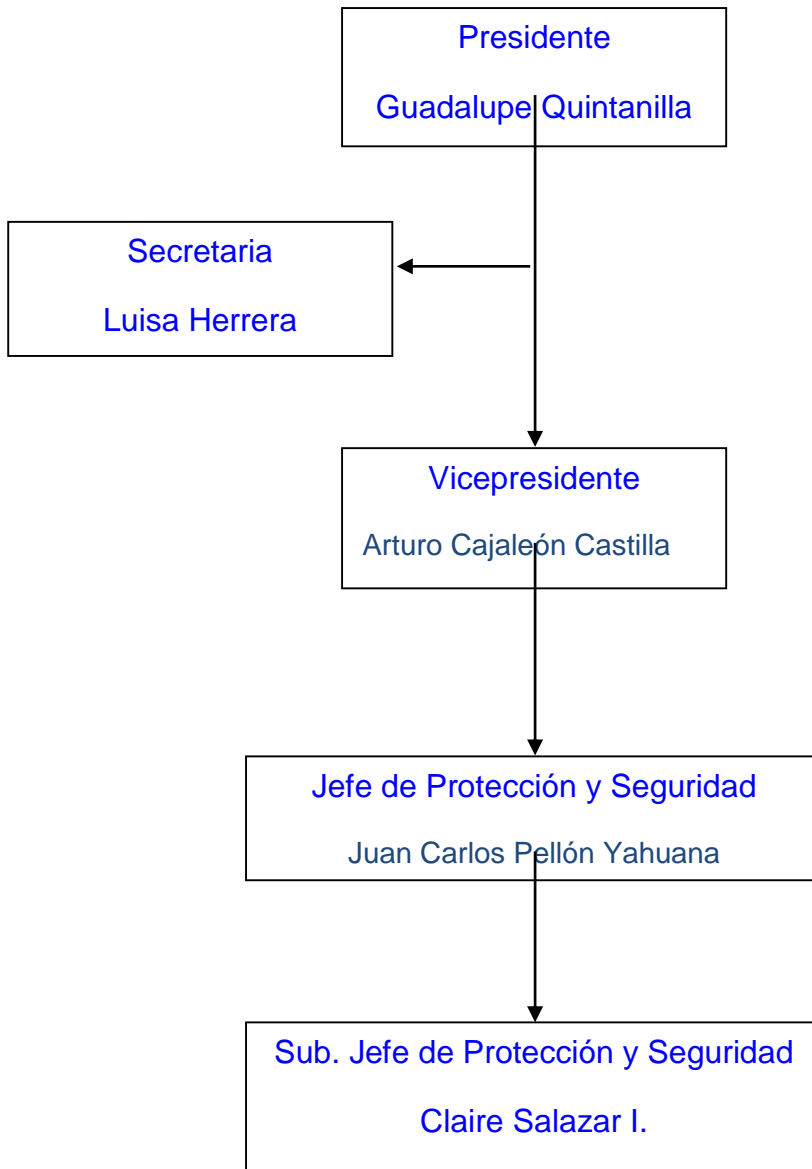 Presidente
Guadalupe Quintanilla
Secretaria
Luisa Herrera
Vicepresidente
Arturo Cajaleón Castilla
Jefe de Protección y Seguridad
Juan Carlos Pellón Yahuana
Sub. Jefe de Protección y Seguridad
Claire Salazar I.